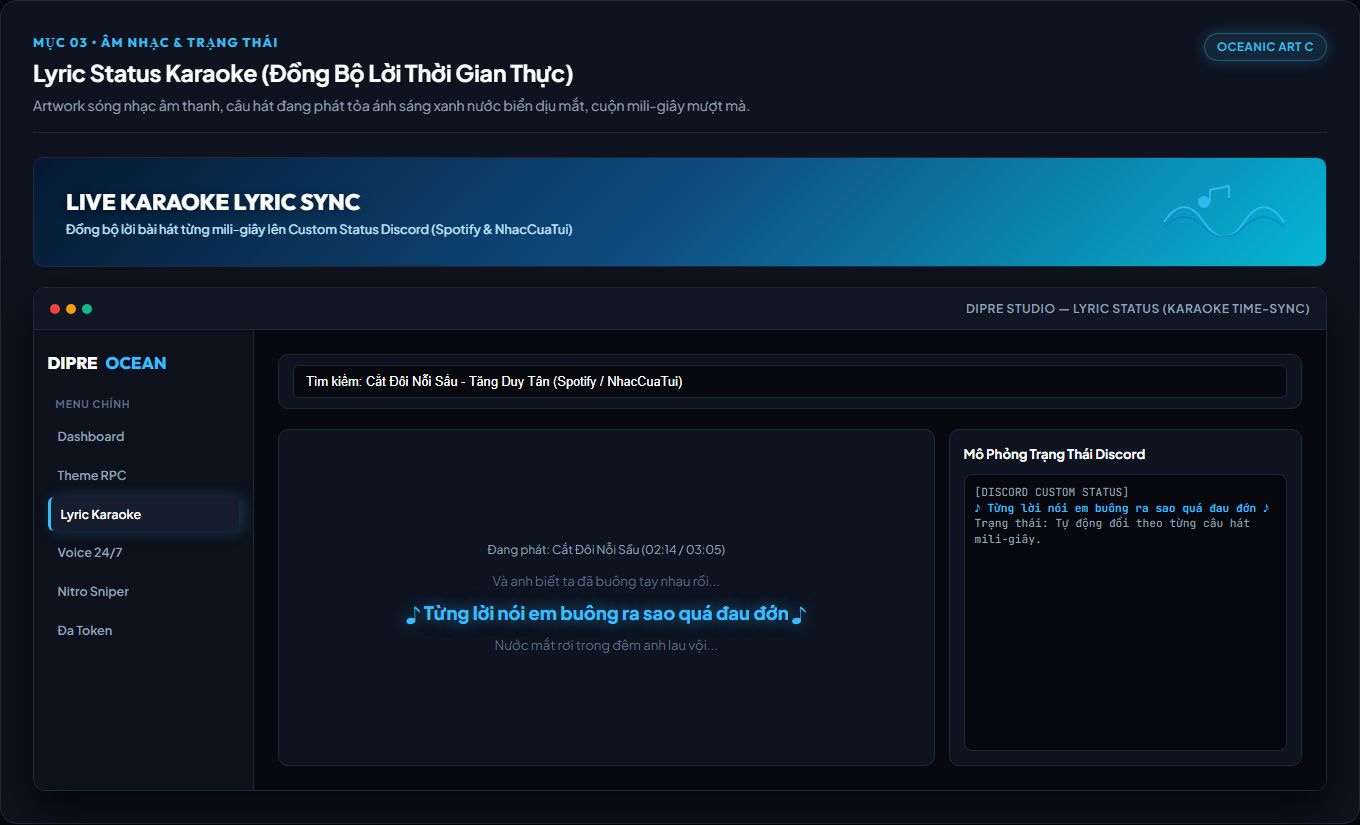 MỤC 03 • ÂM NHẠC & TRẠNG THÁI
OCEANIC ART C
Lyric Status Karaoke (Đồng Bộ Lời Thời Gian Thực)
Artwork sóng nhạc âm thanh, câu hát đang phát tỏa ánh sáng xanh nước biển dịu mắt, cuộn mili-giây mượt mà.
LIVE KARAOKE LYRIC SYNC
Đồng bộ lời bài hát từng mili-giây lên Custom Status Discord (Spotify & NhacCuaTui)
DIPRE STUDIO — LYRIC STATUS (KARAOKE TIME-SYNC)
DIPRE OCEAN
MENU CHÍNH
Dashboard
Theme RPC
Lyric Karaoke
Voice 24/7
Nitro Sniper
Đa Token
Tìm kiếm: Cắt Đôi Nỗi Sầu - Tăng Duy Tân (Spotify / NhacCuaTui)
Đang phát: Cắt Đôi Nỗi Sầu (02:14 / 03:05)
Và anh biết ta đã buông tay nhau rồi...
♪ Từng lời nói em buông ra sao quá đau đớn ♪
Nước mắt rơi trong đêm anh lau vội...
Mô Phỏng Trạng Thái Discord
[DISCORD CUSTOM STATUS]
♪ Từng lời nói em buông ra sao quá đau đớn ♪
Trạng thái: Tự động đổi theo từng câu hát
mili-giây.